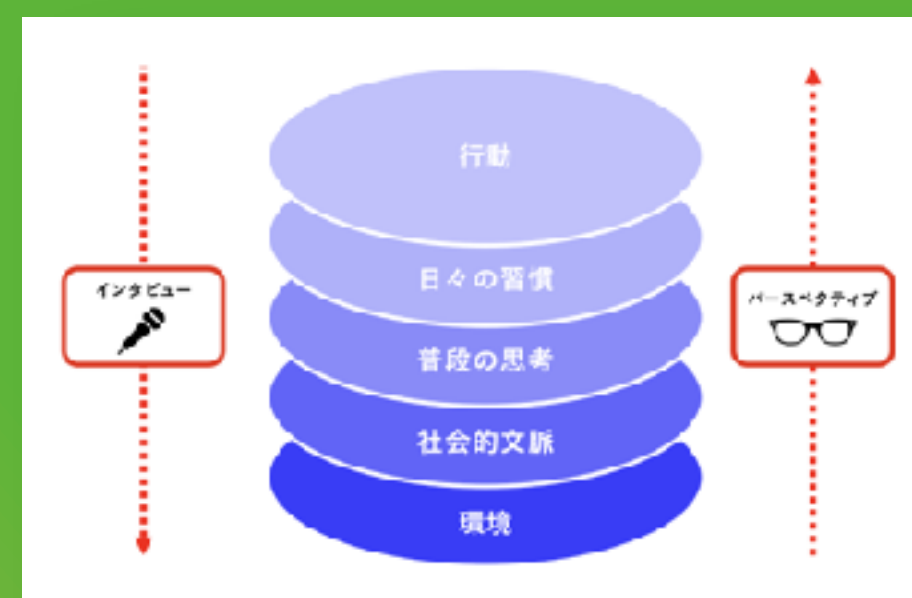 行動
日々の習慣
インタビュー
パースペクティブ
普段の思考
社会的文脈
環境